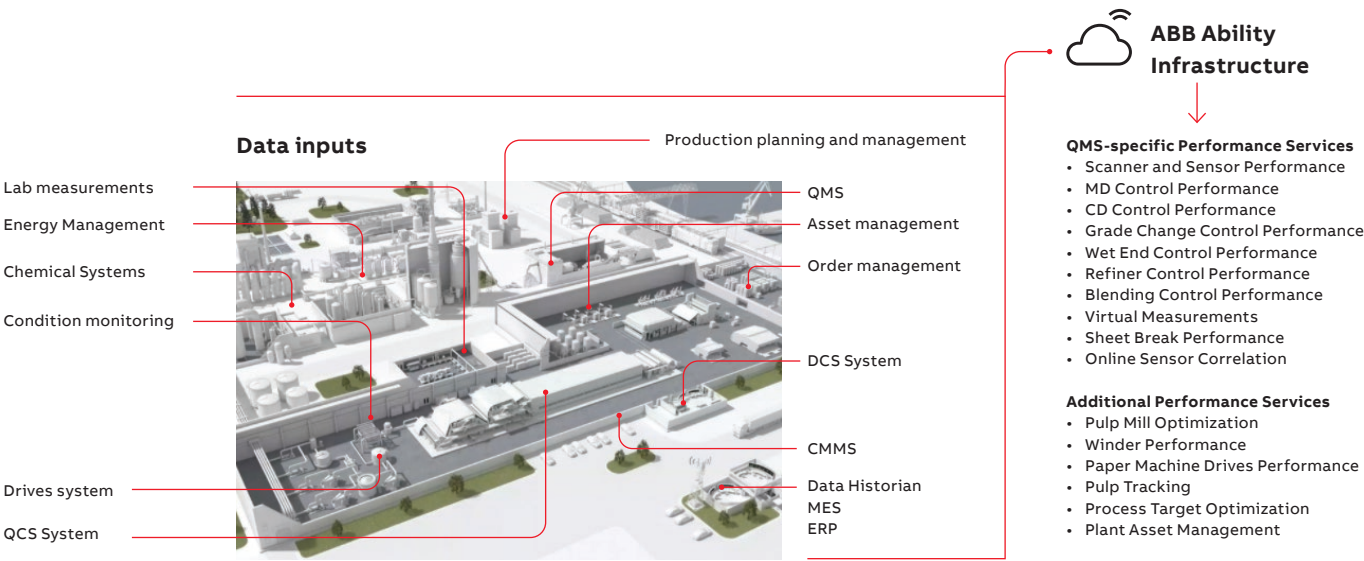 ABB Ability
Infrastructure
Data inputs
Production planning and management
Lab measurements
Energy Management
Chemical Systems
Condition monitoring
Drives system
QCS System
QMS
Asset management
Order management
DCS System
CMMS
Data Historian
MES
ERP
QMS-specific Performance Services
• Scanner and Sensor Performance
• MD Control Performance
• CD Control Performance
• Grade Change Control Performance
• Wet End Control Performance
• Refiner Control Performance
• Blending Control Performance
• Virtual Measurements
• Sheet Break Performance
• Online Sensor Correlation
Additional Performance Services
• Pulp Mill Optimization
• Winder Performance
• Paper Machine Drives Performance
• Pulp Tracking
• Process Target Optimization
• Plant Asset Management